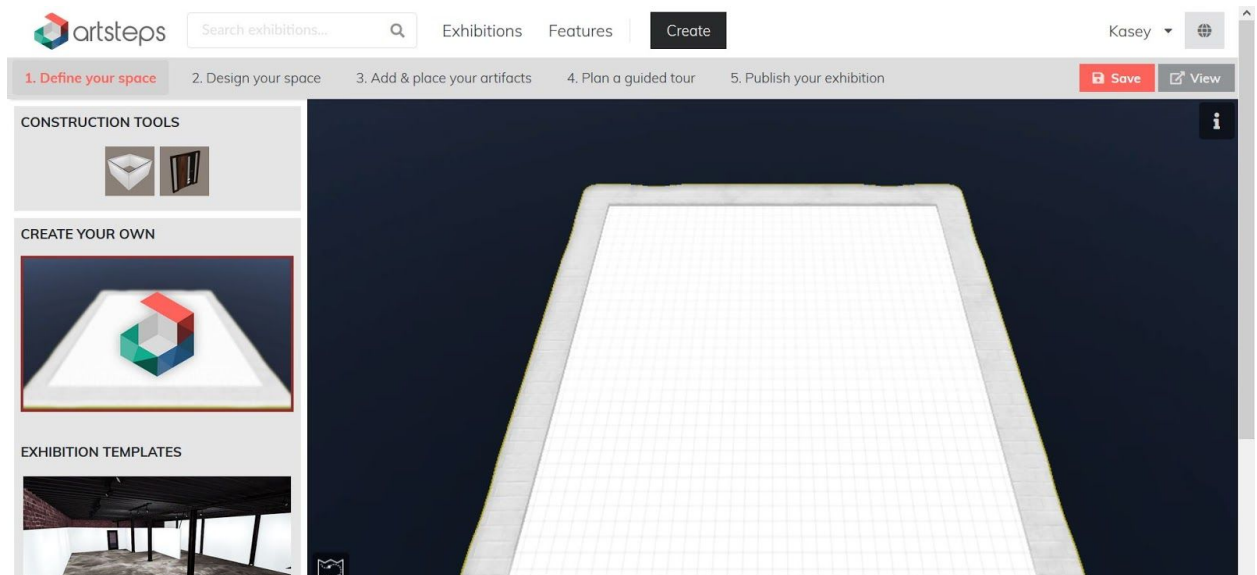 artsteps
Search exhibitions...
Exhibitions
Features
Create
Kasey
1. Define your space
2. Design your space
3. Add & place your artifacts
4. Plan a guided tour
5. Publish your exhibition
Save
View
CONSTRUCTION TOOLS
i
CREATE YOUR OWN
EXHIBITION TEMPLATES